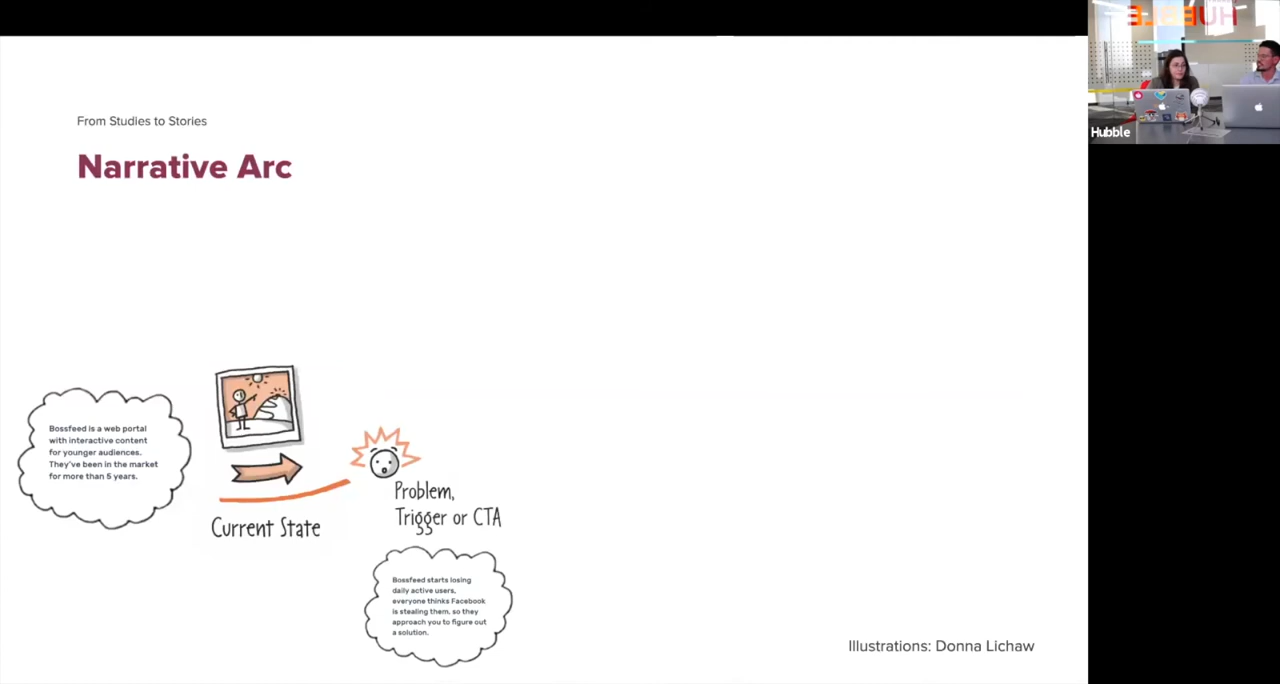 From Studies to Stories
Narrative Arc
Bossfeed is a web portal
with interactive content
for younger audiences.
They've been in the market
for more than 5 years.
Current State
Problem,
Trigger or CTA
Bossfeed starts losing
daily active users,
everyone thinks Facebook
is stealing them, so they
approach you to figure out
a solution.
Illustrations: Donna Lichaw
HUBBLE
Hubble